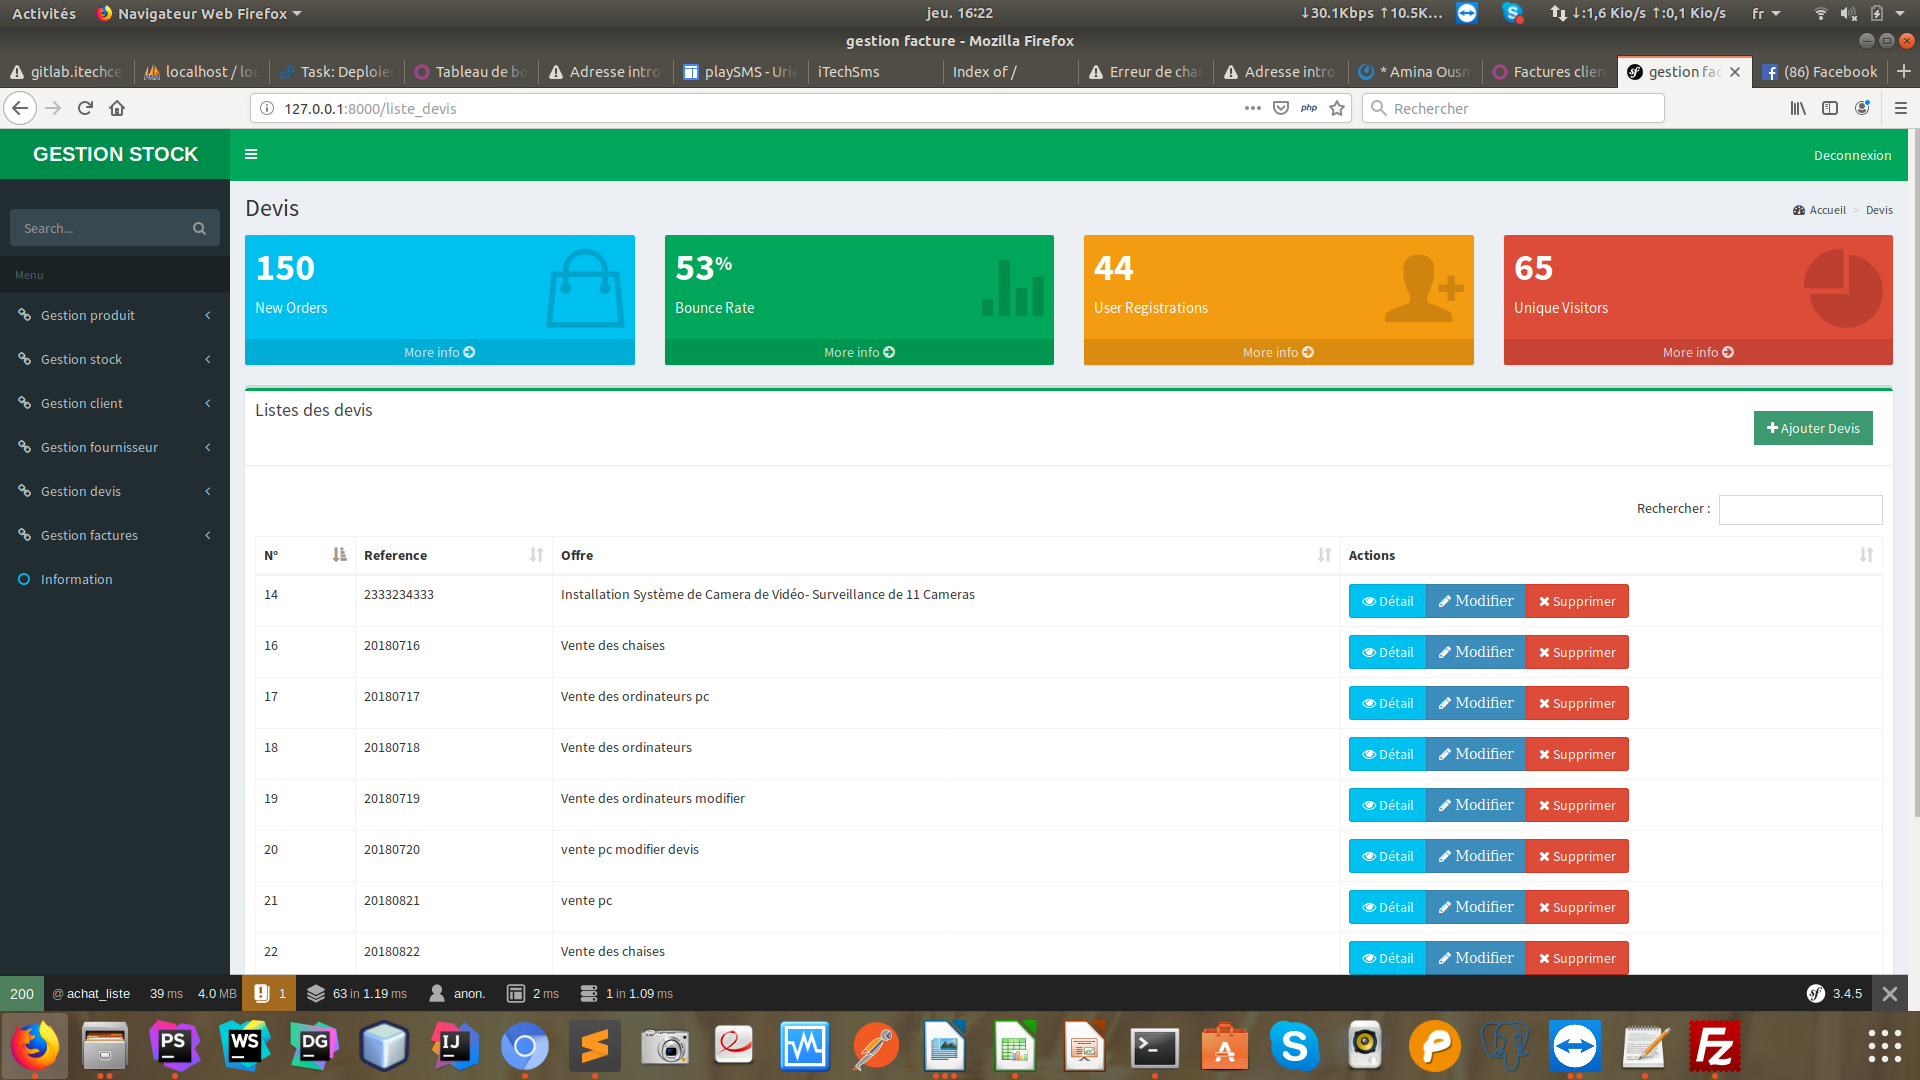 Activités Navigateur Web Firefox jeu. 16:22 ↓30.1Kbps ↑10.5K... ↓:1,6 Kio/s ↑:0,1 Kio/s fr
gestion facture - Mozilla Firefox
gitlab.itechce localhost / loc Task: Deploier Tableau de bo Adresse intro playSMS - Urie iTechSms Index of / Erreur de char Adresse intro * Amina Ousm Factures clien gestion fac (86) Facebook
127.0.0.1:8000/liste_devis ••• php Rechercher
GESTION STOCK Deconnexion
Devis Accueil > Devis
Search...
Menu
Gestion produit
Gestion stock
Gestion client
Gestion fournisseur
Gestion devis
Gestion factures
Information
150
New Orders
More info
53%
Bounce Rate
More info
44
User Registrations
More info
65
Unique Visitors
More info
Listes des devis
Ajouter Devis
Rechercher :
N° Reference Offre Actions
14 2333234333 Installation Système de Camera de Vidéo- Surveillance de 11 Cameras Détail Modifier Supprimer
16 20180716 Vente des chaises Détail Modifier Supprimer
17 20180717 Vente des ordinateurs pc Détail Modifier Supprimer
18 20180718 Vente des ordinateurs Détail Modifier Supprimer
19 20180719 Vente des ordinateurs modifier Détail Modifier Supprimer
20 20180720 vente pc modifier devis Détail Modifier Supprimer
21 20180821 vente pc Détail Modifier Supprimer
22 20180822 Vente des chaises Détail Modifier Supprimer
200 @ achat_liste 39 ms 4.0 MB 1 63 in 1.19 ms anon. 2 ms 1 in 1.09 ms sf 3.4.5
PS WS DG IJ S A S P Fz